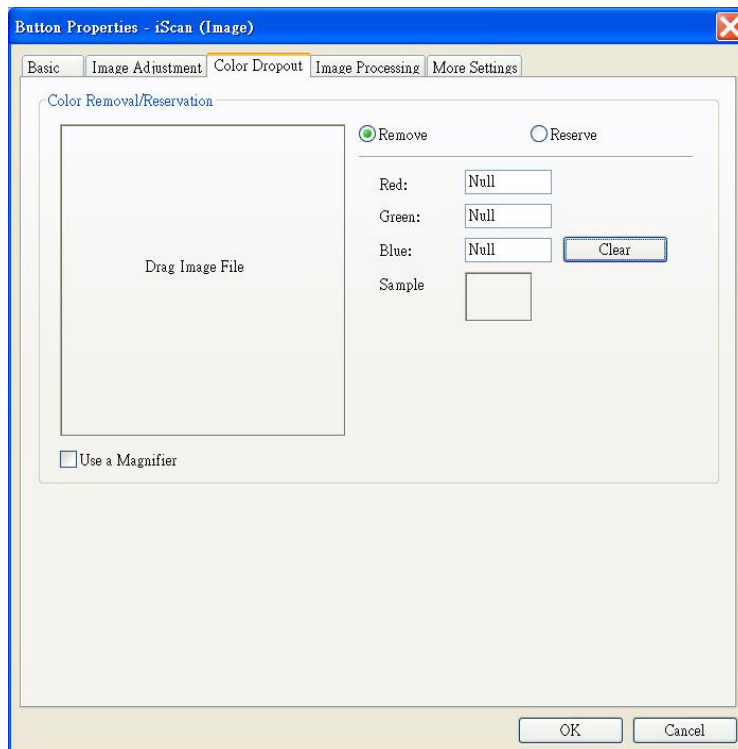 Button Properties - iScan (Image)
Basic Image Adjustment Color Dropout Image Processing More Settings
Color Removal/Reservation
Remove Reserve
Red: Null
Green: Null
Blue: Null Clear
Drag Image File
Sample
Use a Magnifier
OK Cancel